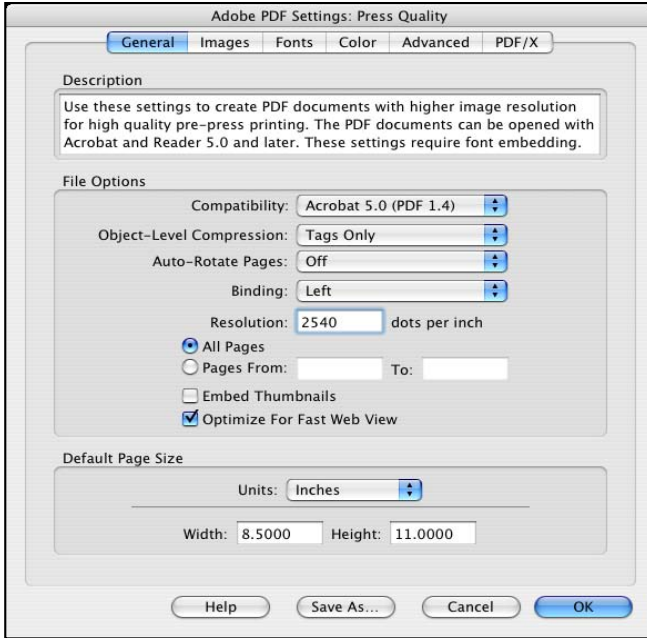 Adobe PDF Settings: Press Quality
General Images Fonts Color Advanced PDF/X
Description
Use these settings to create PDF documents with higher image resolution
for high quality pre-press printing. The PDF documents can be opened with
Acrobat and Reader 5.0 and later. These settings require font embedding.
File Options
Compatibility: Acrobat 5.0 (PDF 1.4)
Object-Level Compression: Tags Only
Auto-Rotate Pages: Off
Binding: Left
Resolution: 2540 dots per inch
All Pages
Pages From: To:
Embed Thumbnails
Optimize For Fast Web View
Default Page Size
Units: Inches
Width: 8.5000 Height: 11.0000
Help Save As... Cancel OK